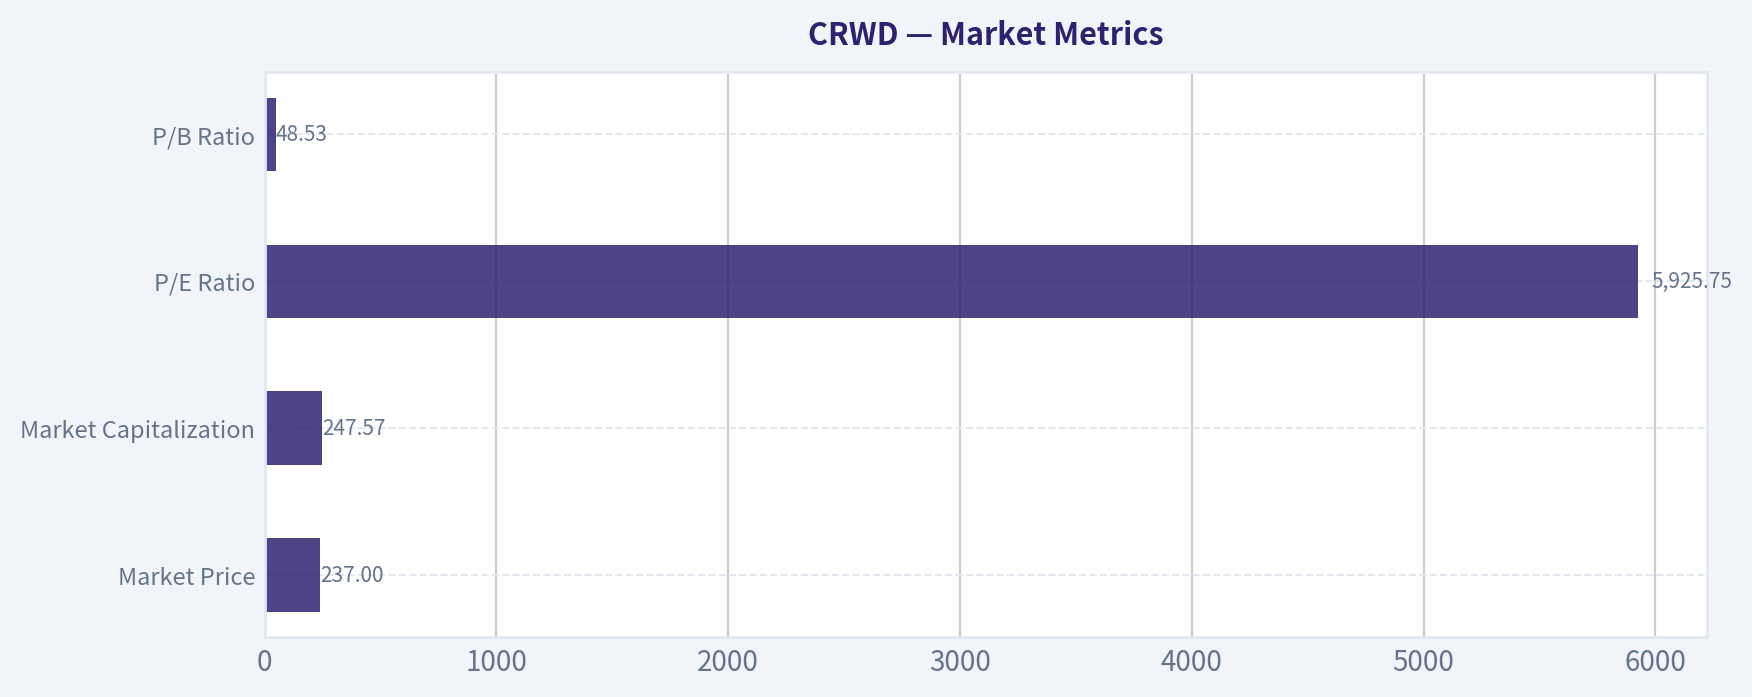 CRWD — Market Metrics
P/B Ratio
48.53
P/E Ratio
5,925.75
Market Capitalization
247.57
Market Price
237.00
0 1000 2000 3000 4000 5000 6000